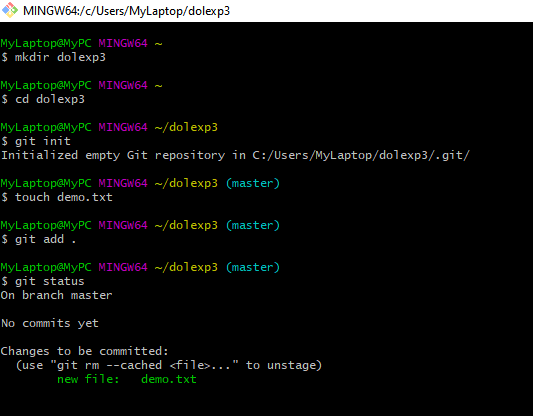 MINGW64:/c/Users/MyLaptop/dolexp3
MyLaptop@MyPC MINGW64 ~
$ mkdir dolexp3
MyLaptop@MyPC MINGW64 ~
$ cd dolexp3
MyLaptop@MyPC MINGW64 ~/dolexp3
$ git init
Initialized empty Git repository in C:/Users/MyLaptop/dolexp3/.git/
MyLaptop@MyPC MINGW64 ~/dolexp3 (master)
$ touch demo.txt
MyLaptop@MyPC MINGW64 ~/dolexp3 (master)
$ git add .
MyLaptop@MyPC MINGW64 ~/dolexp3 (master)
$ git status
On branch master
No commits yet
Changes to be committed:
  (use "git rm --cached <file>..." to unstage)
        new file:   demo.txt